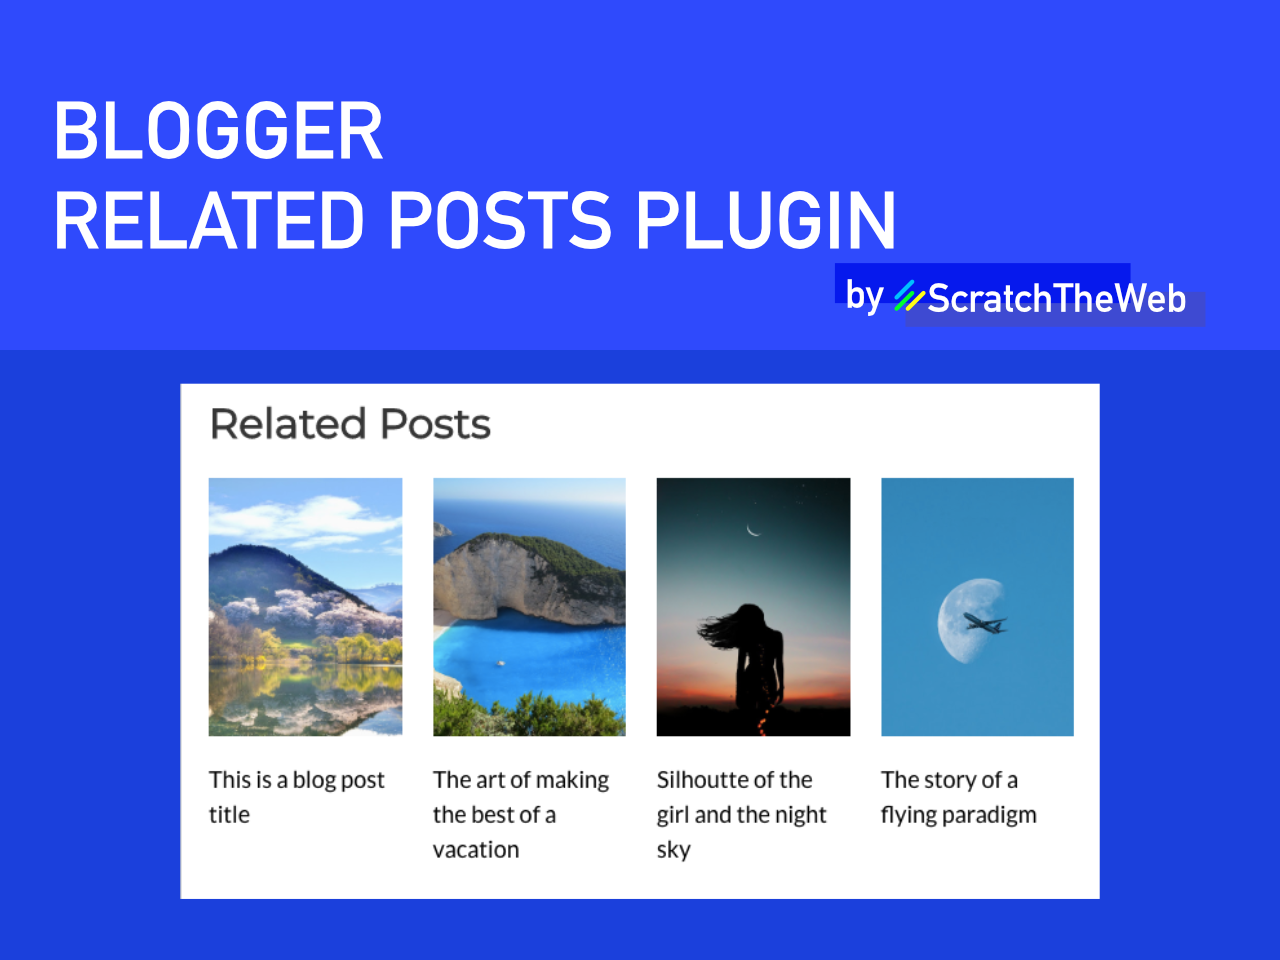 BLOGGER
RELATED POSTS PLUGIN
by ScratchTheWeb
Related Posts
This is a blog post
title
The art of making
the best of a
vacation
Silhoutte of the
girl and the night
sky
The story of a
flying paradigm